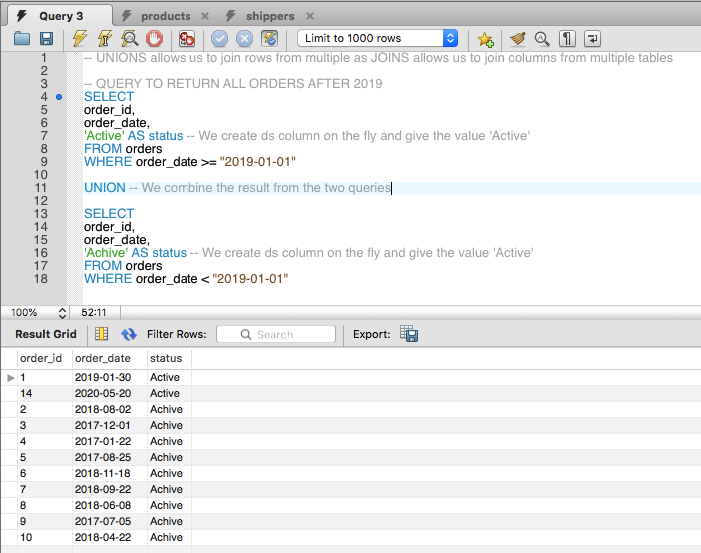 Query 3
products
shippers
Limit to 1000 rows
1 -- UNIONS allows us to join rows from multiple as JOINS allows us to join columns from multiple tables
2
3 -- QUERY TO RETURN ALL ORDERS AFTER 2019
4 SELECT
5 order_id,
6 order_date,
7 'Active' AS status -- We create ds column on the fly and give the value 'Active'
8 FROM orders
9 WHERE order_date >= "2019-01-01"
10
11 UNION -- We combine the result from the two queries
12
13 SELECT
14 order_id,
15 order_date,
16 'Achive' AS status -- We create ds column on the fly and give the value 'Active'
17 FROM orders
18 WHERE order_date < "2019-01-01"
100% 52:11
Result Grid Filter Rows: Search Export:
order_id order_date status
1 2019-01-30 Active
14 2020-05-20 Active
2 2018-08-02 Achive
3 2017-12-01 Achive
4 2017-01-22 Achive
5 2017-08-25 Achive
6 2018-11-18 Achive
7 2018-09-22 Achive
8 2018-06-08 Achive
9 2017-07-05 Achive
10 2018-04-22 Achive